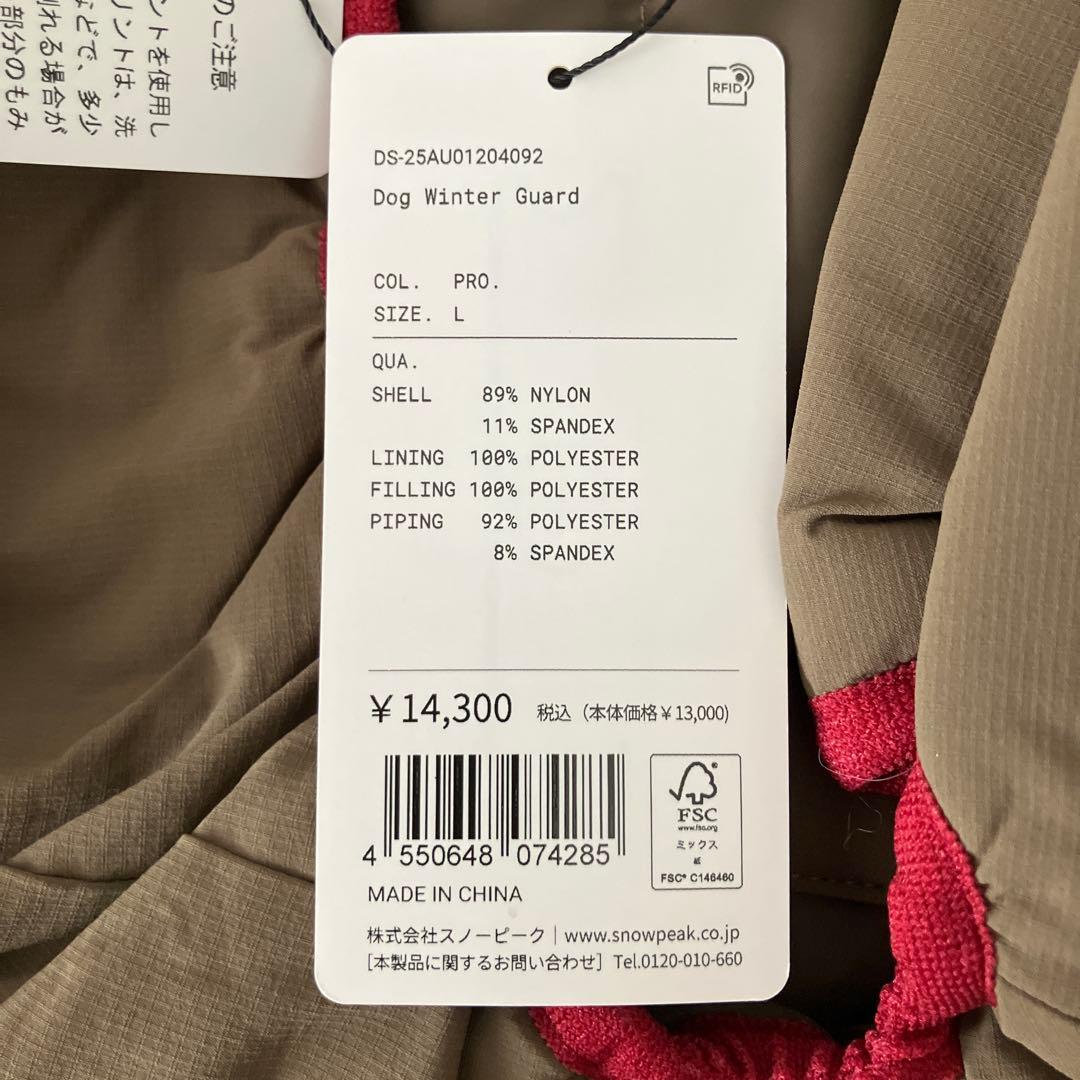 のご注意
ントを使用し
リントは、洗
などで、多少
割れる場合が
部分のもみ
RFID
DS-25AU01204092
Dog Winter Guard
COL. PRO.
SIZE. L
QUA.
SHELL 89% NYLON
11% SPANDEX
LINING 100% POLYESTER
FILLING 100% POLYESTER
PIPING 92% POLYESTER
8% SPANDEX
¥14,300 税込（本体価格¥13,000)
4 550648 074285
FSC
www.fsc.org
ミックス
紙
FSC® C146460
MADE IN CHINA
株式会社スノーピーク｜www.snowpeak.co.jp
[本製品に関するお問い合わせ] Tel.0120-010-660